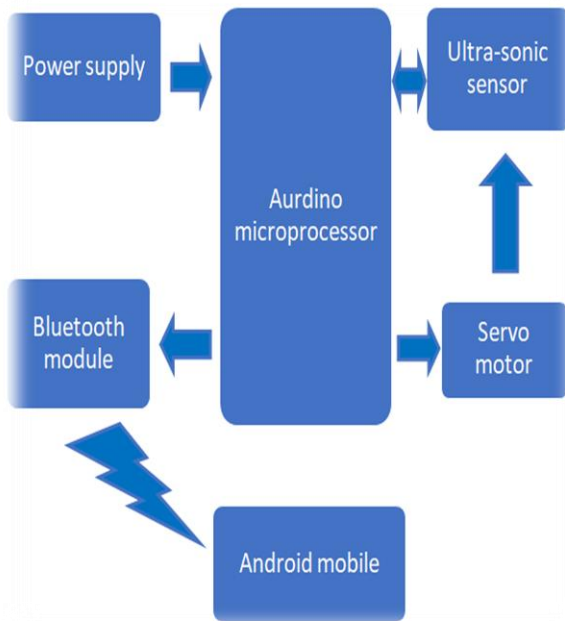 Power supply
Ultra-sonic
sensor
Aurdino
microprocessor
Bluetooth
module
Servo
motor
Android mobile